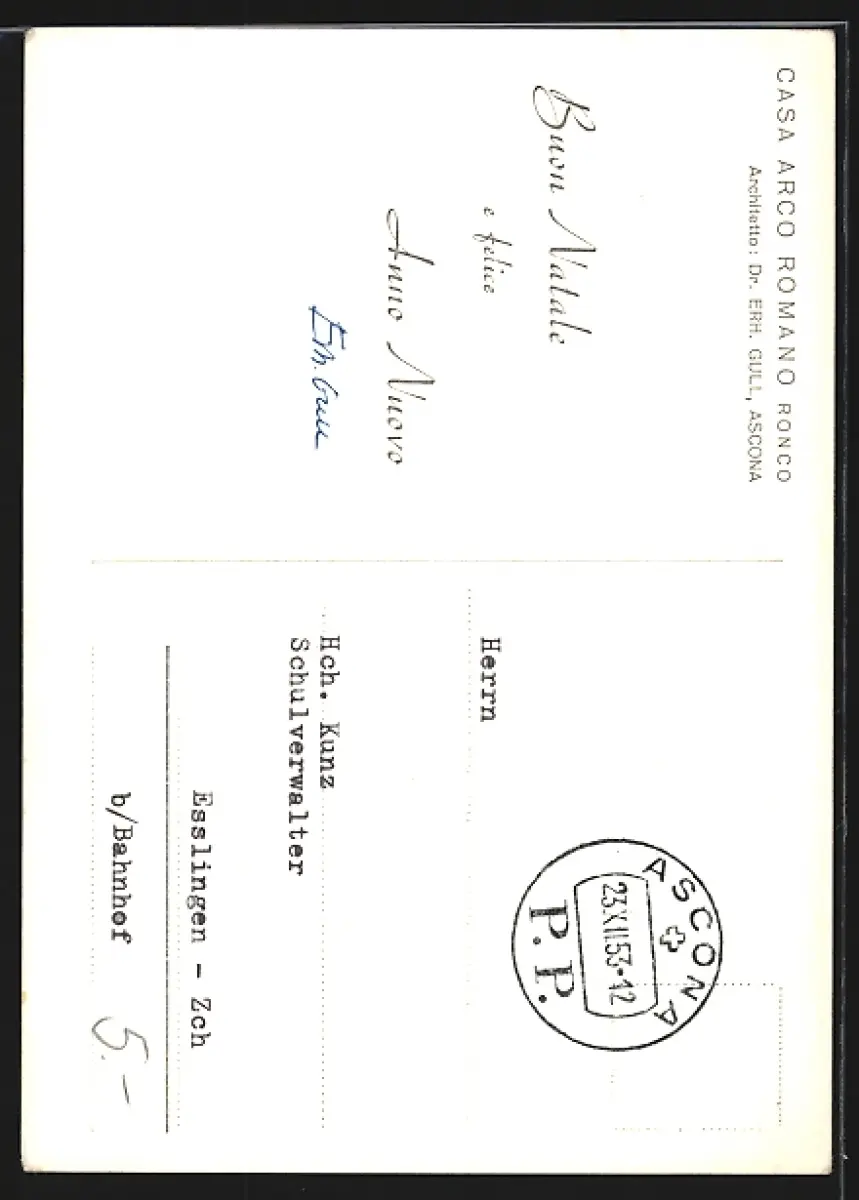 CASA ARCO ROMANO RONCO
Architetto: Dr. ERH. GULL, ASCONA
Buon Natale
e felice
Anno Nuovo
Erh. Gull
ASCONA
23.XII.53-12
P.P.
Herrn
Hch. Kunz
Schulverwalter
Esslingen - Zch
b/Bahnhof
5.-